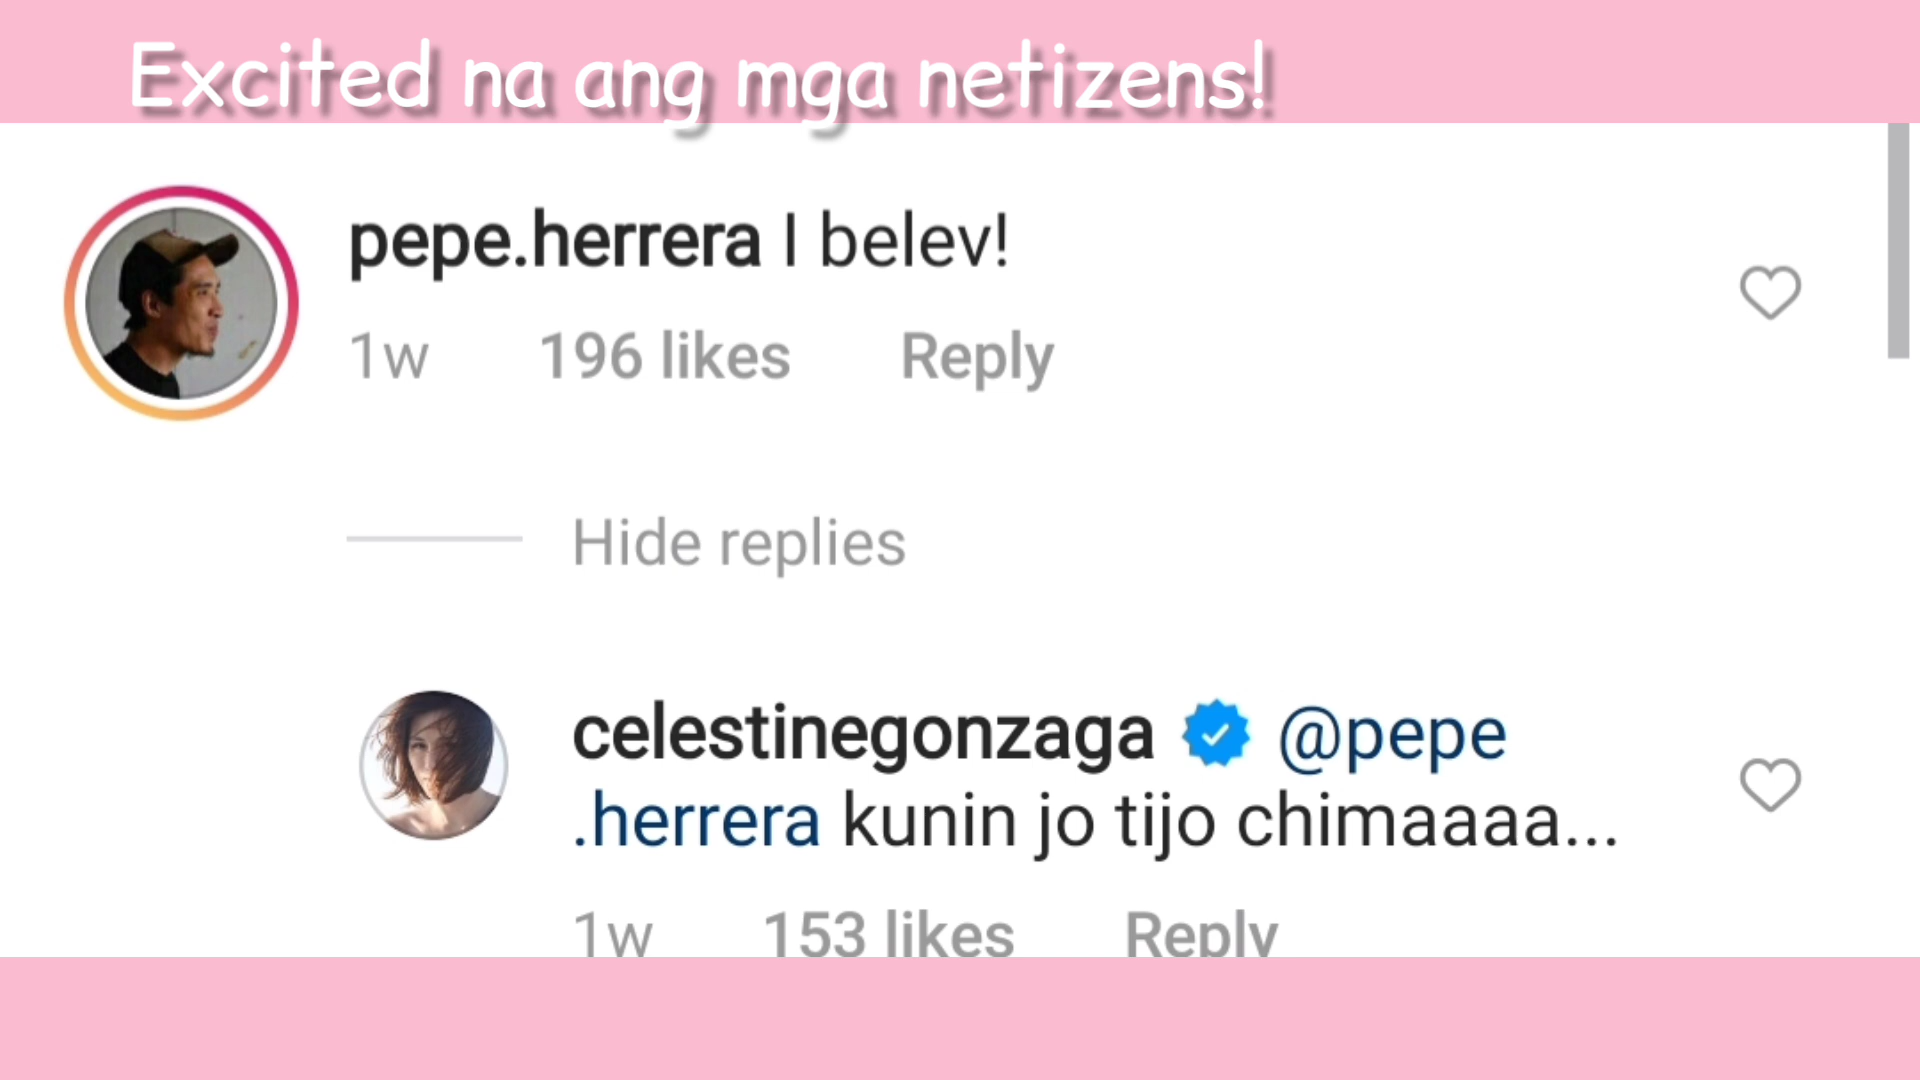 Excited na ang mga netizens!
pepe.herrera I belev!
1w 196 likes Reply
Hide replies
celestinegonzaga @pepe
.herrera kunin jo tijo chimaaaa...
1w 153 likes Reply